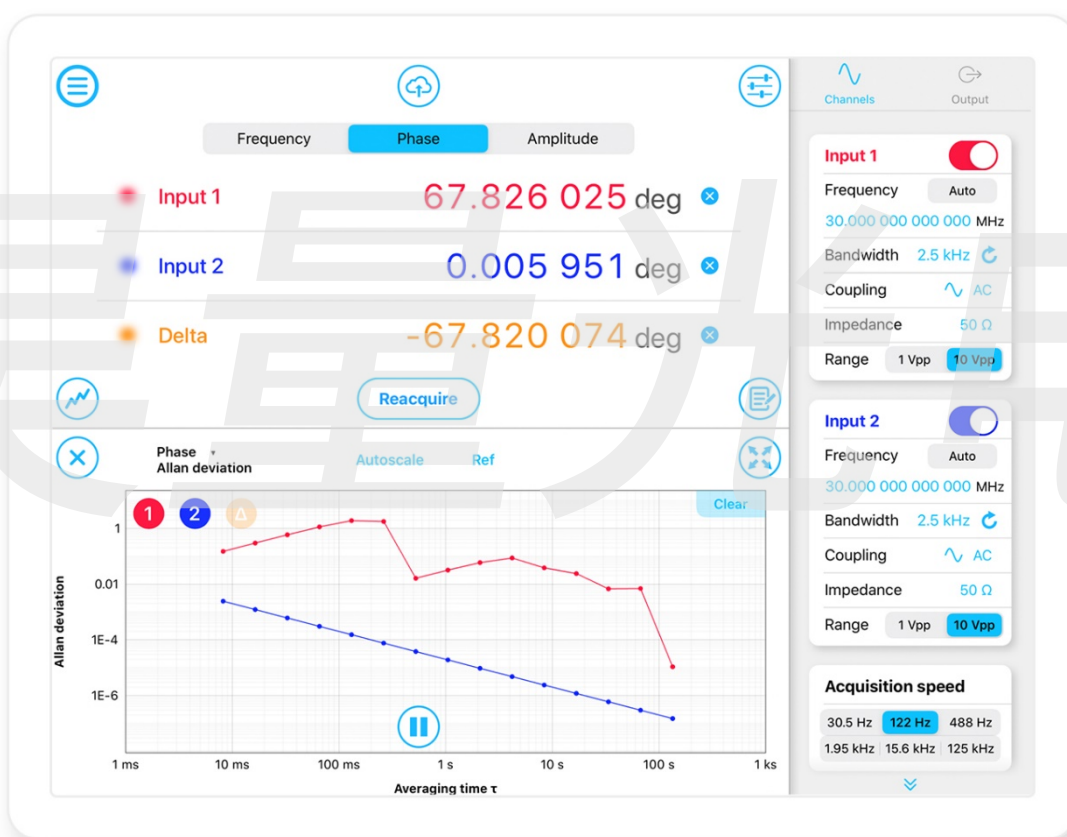 Frequency Phase Amplitude
Input 1 67.826 025 deg
Input 2 0.005 951 deg
Delta -67.820 074 deg
Reacquire
Phase
Allan deviation
Autoscale Ref
Clear
1 2 Δ
Allan deviation
1
0.01
1E-4
1E-6
1 ms 10 ms 100 ms 1 s 10 s 100 s 1 ks
Averaging time τ
Channels Output
Input 1
Frequency Auto
30.000 000 000 000 MHz
Bandwidth 2.5 kHz
Coupling AC
Impedance 50 Ω
Range 1 Vpp 10 Vpp
Input 2
Frequency Auto
30.000 000 000 000 MHz
Bandwidth 2.5 kHz
Coupling AC
Impedance 50 Ω
Range 1 Vpp 10 Vpp
Acquisition speed
30.5 Hz 122 Hz 488 Hz
1.95 kHz 15.6 kHz 125 kHz
量光